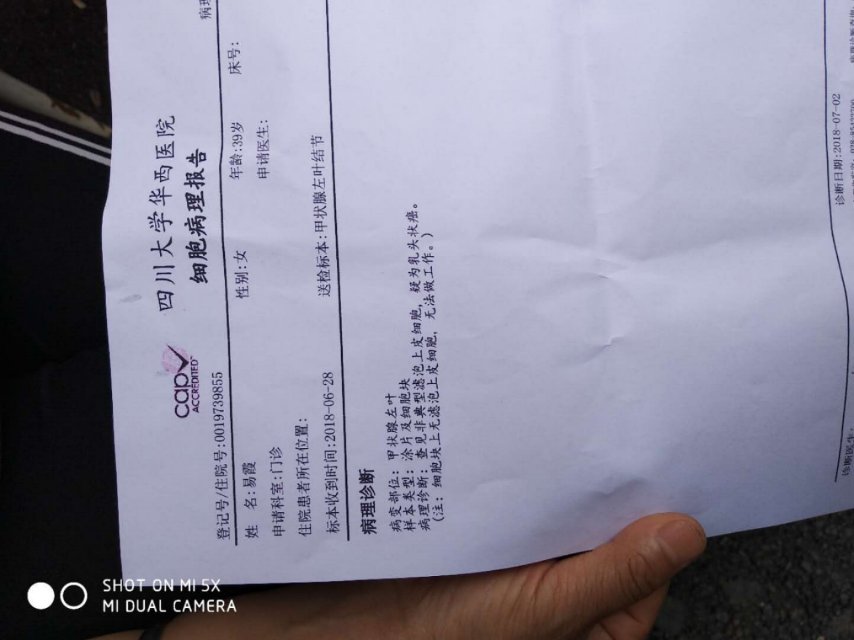 病理
capV
ACCREDITED
四川大学华西医院
细胞病理报告
登记号/住院号:0019739855
姓 名:易霞 性别:女 年龄:39岁 床号:
申请科室:门诊 申请医生:
住院患者所在位置:
标本收到时间:2018-06-28 送检标本:甲状腺左叶结节
病理诊断
病变部位: 甲状腺左叶
样本类型: 涂片及细胞块
病理诊断: 查见非典型滤泡上皮细胞, 疑为乳头状癌。
(注: 细胞块上无滤泡上皮细胞, 无法做工作。)
诊断医生: 诊断日期:2018-07-02
SHOT ON MI 5X
MI DUAL CAMERA